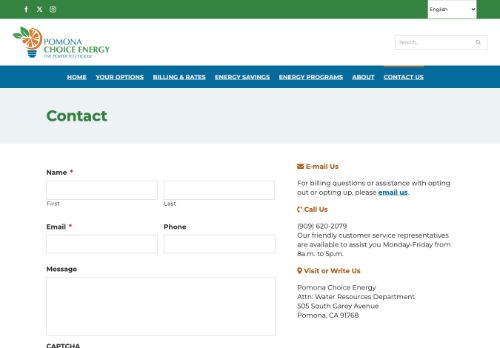 English
POMONA
CHOICE ENERGY
THE POWER TO CHOOSE
Search...
HOME YOUR OPTIONS BILLING & RATES ENERGY SAVINGS ENERGY PROGRAMS ABOUT CONTACT US
Contact
Name *
First Last
Email * Phone
Message
CAPTCHA
E-mail Us
For billing questions or assistance with opting
out or opting up, please email us.
Call Us
(909) 620-2079
Our friendly customer service representatives
are available to assist you Monday-Friday from
8a.m. to 5p.m.
Visit or Write Us
Pomona Choice Energy
Attn: Water Resources Department
505 South Garey Avenue
Pomona, CA 91768